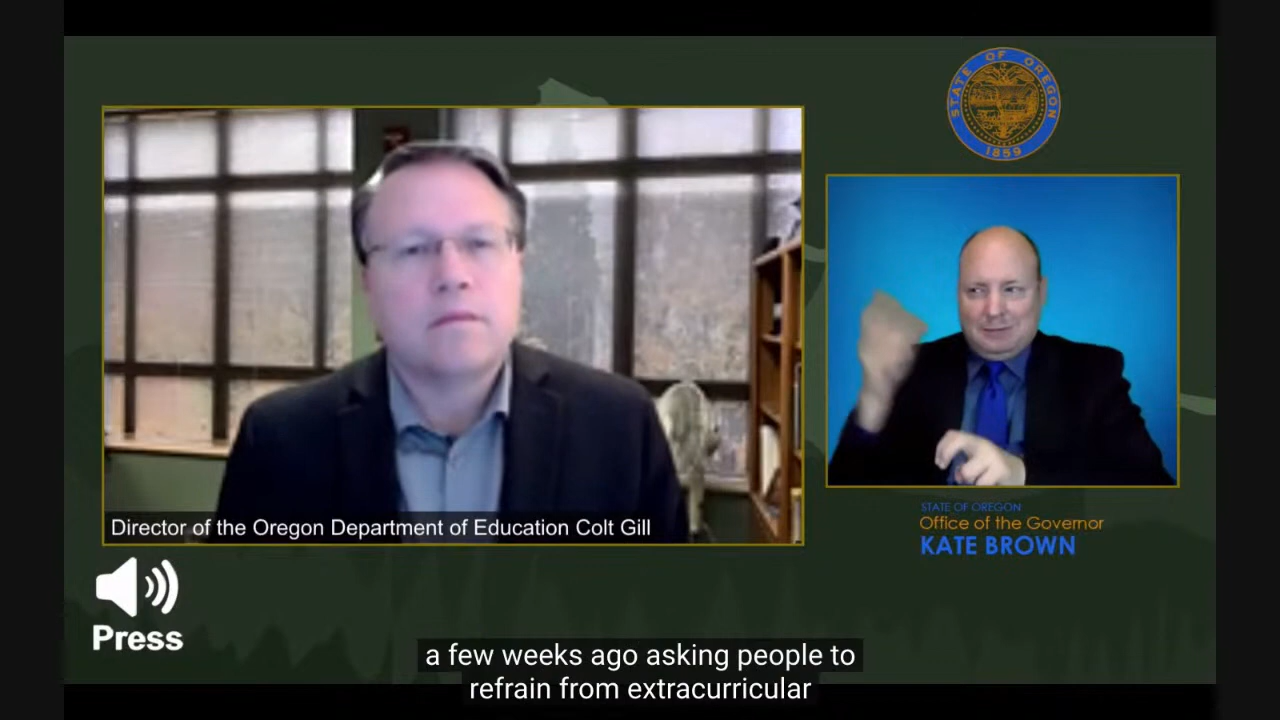 STATE OF OREGON
1859
Director of the Oregon Department of Education Colt Gill
STATE OF OREGON
Office of the Governor
KATE BROWN
Press
a few weeks ago asking people to
refrain from extracurricular